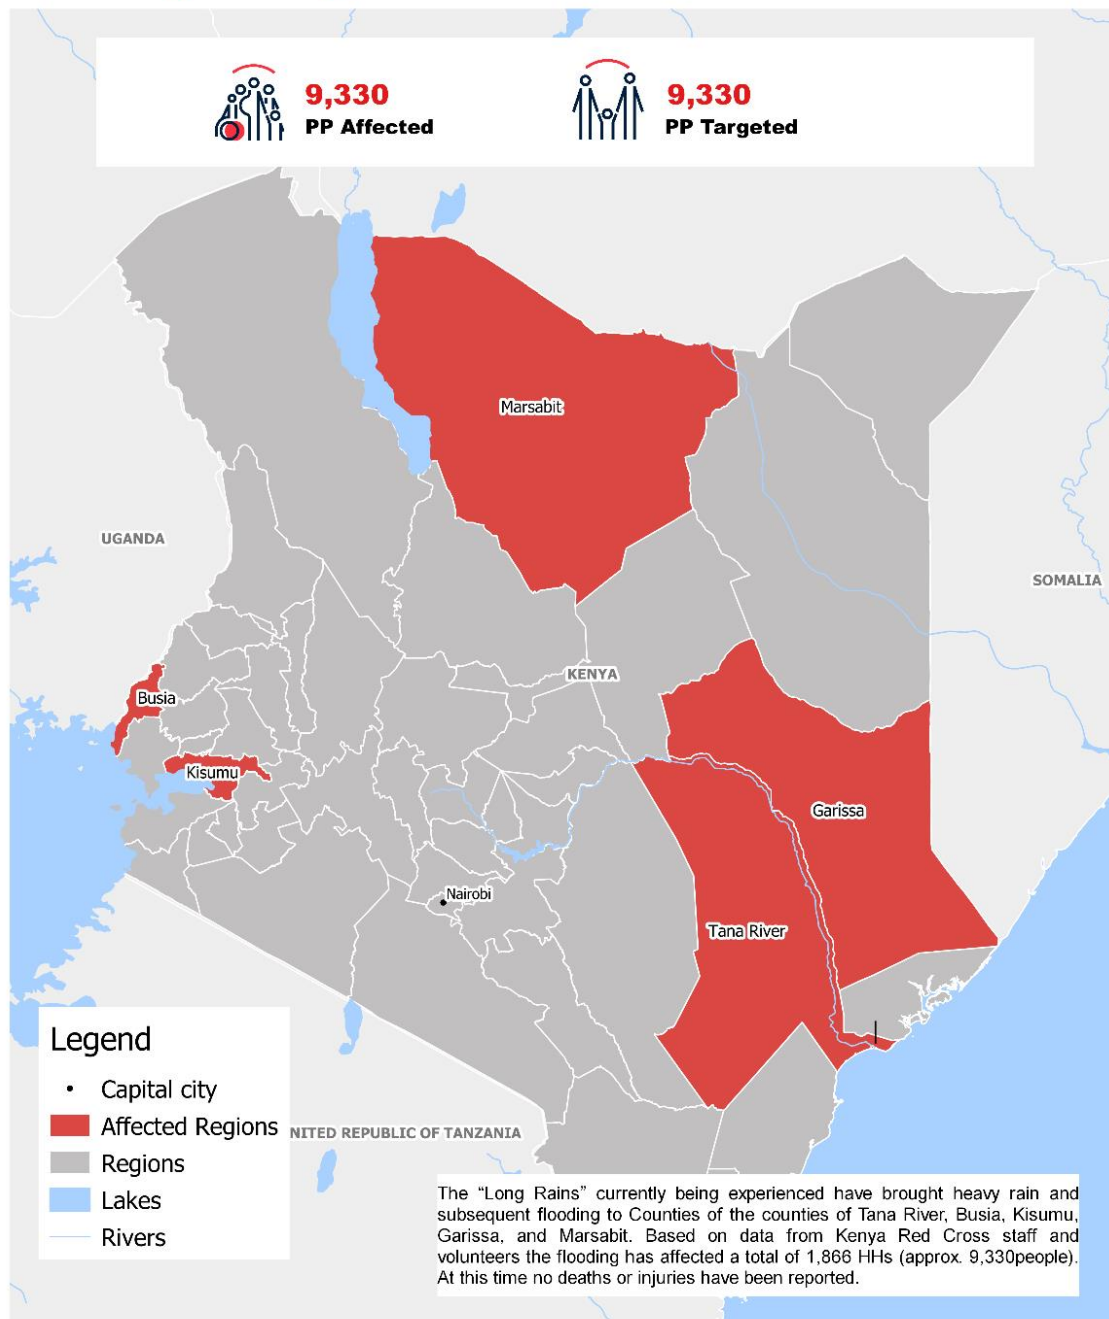 9,330
PP Affected
9,330
PP Targeted
Marsabit
UGANDA
SOMALIA
KENYA
Busia
Kisumu
Garissa
Nairobi
Tana River
Legend
Capital city
Affected Regions
Regions
Lakes
Rivers
NITED REPUBLIC OF TANZANIA
The “Long Rains” currently being experienced have brought heavy rain and
subsequent flooding to Counties of the counties of Tana River, Busia, Kisumu,
Garissa, and Marsabit. Based on data from Kenya Red Cross staff and
volunteers the flooding has affected a total of 1,866 HHs (approx. 9,330people).
At this time no deaths or injuries have been reported.